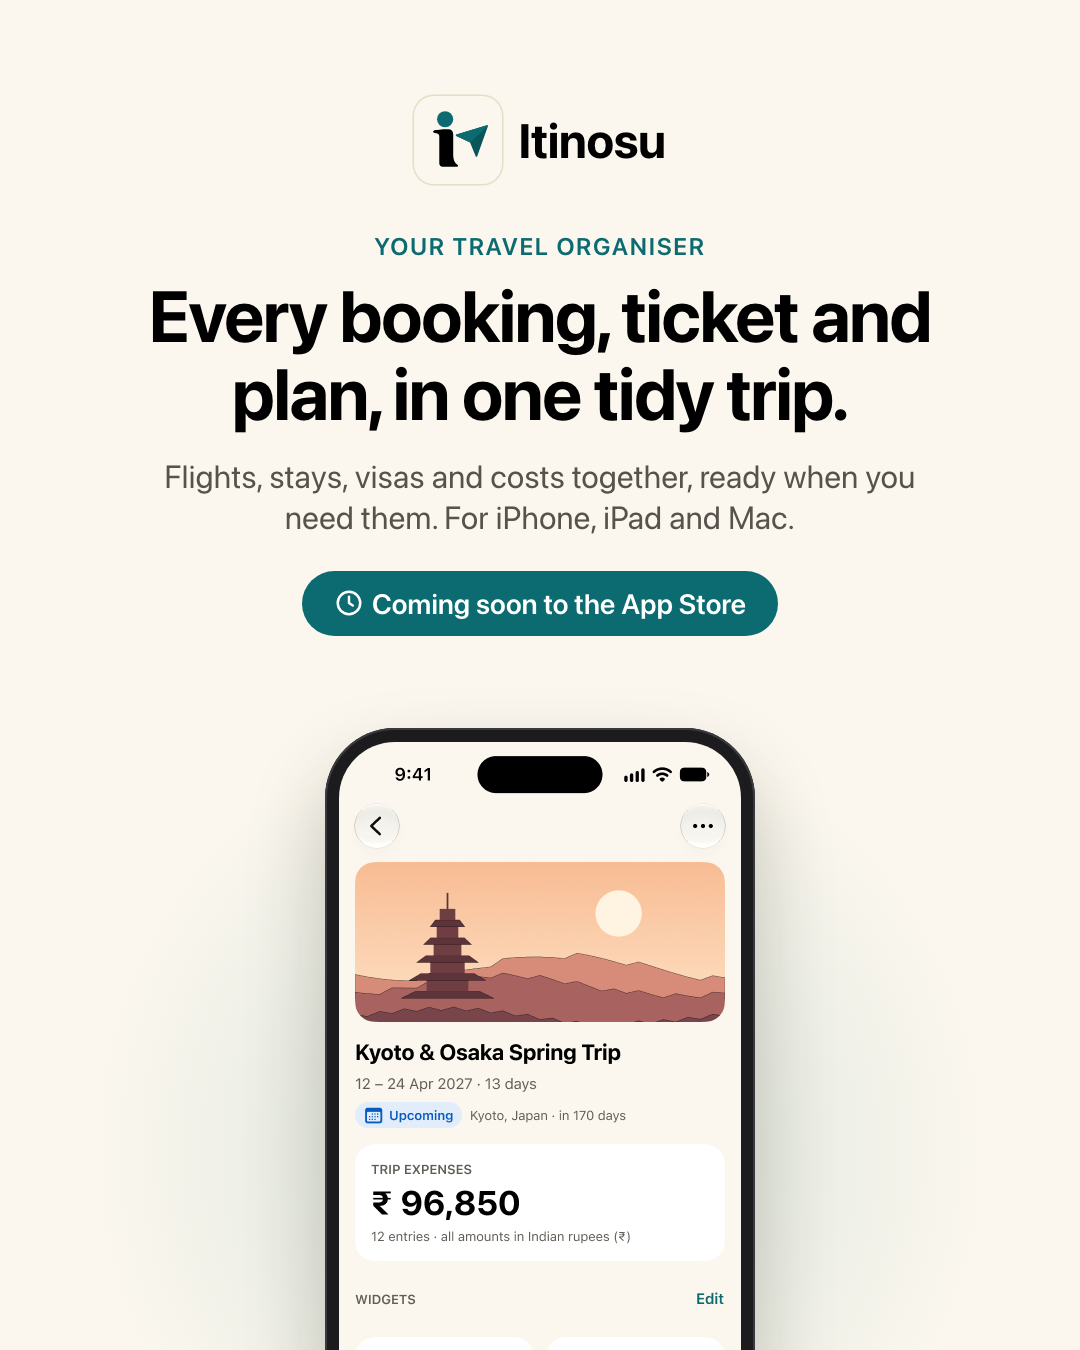 Itinosu
YOUR TRAVEL ORGANISER
Every booking, ticket and
plan, in one tidy trip.
Flights, stays, visas and costs together, ready when you
need them. For iPhone, iPad and Mac.
Coming soon to the App Store
9:41
Kyoto & Osaka Spring Trip
12 – 24 Apr 2027 · 13 days
Upcoming Kyoto, Japan · in 170 days
TRIP EXPENSES
₹ 96,850
12 entries · all amounts in Indian rupees (₹)
WIDGETS Edit